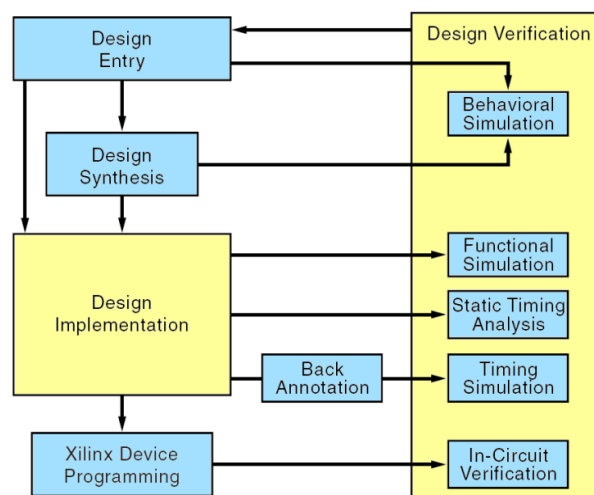 Design
Entry
Design Verification
Behavioral
Simulation
Design
Synthesis
Functional
Simulation
Design
Implementation
Static Timing
Analysis
Back
Annotation
Timing
Simulation
Xilinx Device
Programming
In-Circuit
Verification